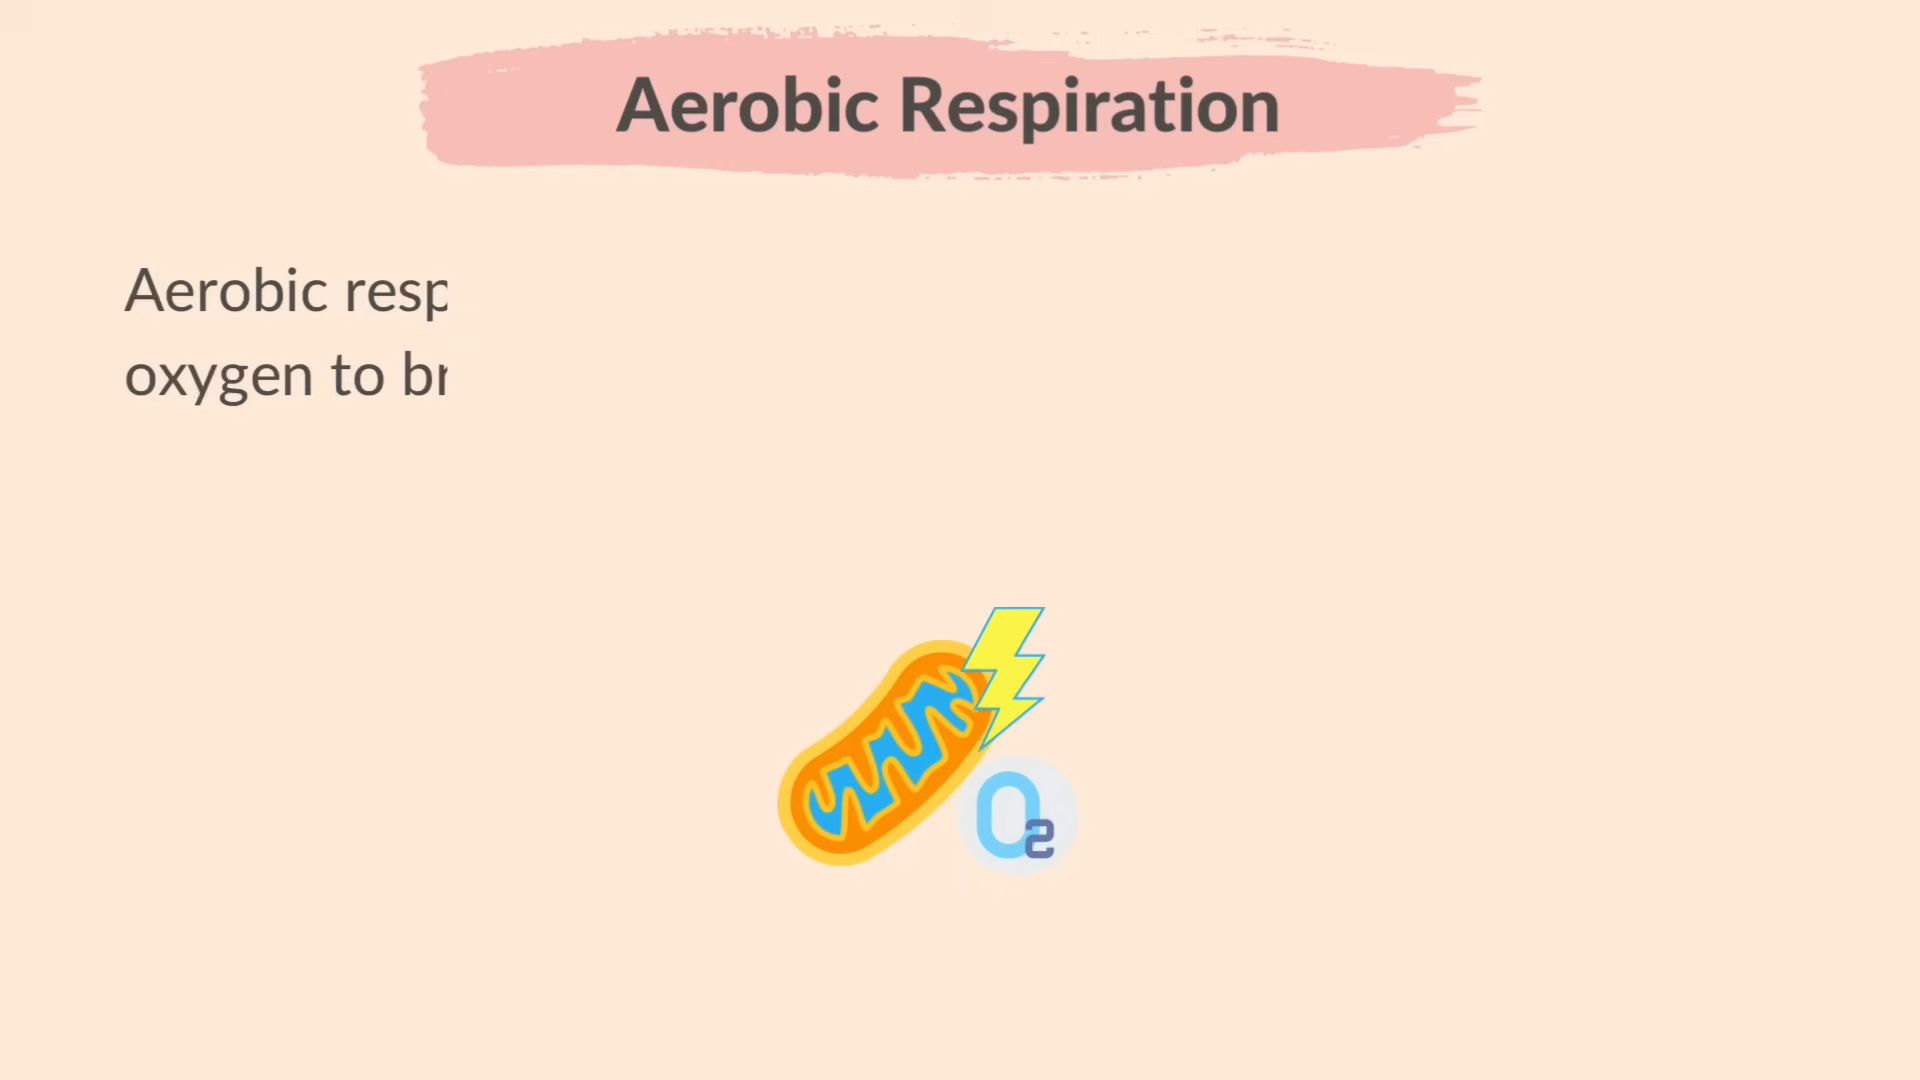 Aerobic Respiration
Aerobic resp
oxygen to br
O2